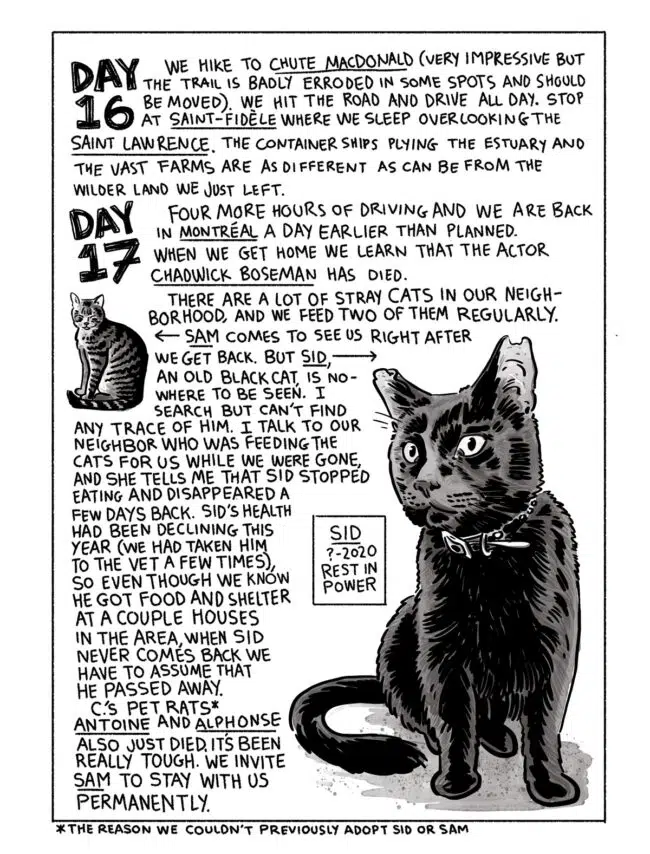 DAY 16
WE HIKE TO CHUTE MACDONALD (VERY IMPRESSIVE BUT
THE TRAIL IS BADLY ERRODED IN SOME SPOTS AND SHOULD
BE MOVED). WE HIT THE ROAD AND DRIVE ALL DAY. STOP
AT SAINT-FIDÈLE WHERE WE SLEEP OVERLOOKING THE
SAINT LAWRENCE. THE CONTAINER SHIPS PLYING THE ESTUARY AND
THE VAST FARMS ARE AS DIFFERENT AS CAN BE FROM THE
WILDER LAND WE JUST LEFT.
DAY 17
FOUR MORE HOURS OF DRIVING AND WE ARE BACK
IN MONTRÉAL A DAY EARLIER THAN PLANNED.
WHEN WE GET HOME WE LEARN THAT THE ACTOR
CHADWICK BOSEMAN HAS DIED.
THERE ARE A LOT OF STRAY CATS IN OUR NEIGH-
BORHOOD, AND WE FEED TWO OF THEM REGULARLY.
← SAM COMES TO SEE US RIGHT AFTER
WE GET BACK. BUT SID, →
AN OLD BLACK CAT, IS NO-
WHERE TO BE SEEN. I
SEARCH BUT CAN'T FIND
ANY TRACE OF HIM. I TALK TO OUR
NEIGHBOR WHO WAS FEEDING THE
CATS FOR US WHILE WE WERE GONE,
AND SHE TELLS ME THAT SID STOPPED
EATING AND DISAPPEARED A
FEW DAYS BACK. SID'S HEALTH
HAD BEEN DECLINING THIS
YEAR (WE HAD TAKEN HIM
TO THE VET A FEW TIMES),
SO EVEN THOUGH WE KNOW
HE GOT FOOD AND SHELTER
AT A COUPLE HOUSES
IN THE AREA, WHEN SID
NEVER COMES BACK WE
HAVE TO ASSUME THAT
HE PASSED AWAY.
C.'S PET RATS*
ANTOINE AND ALPHONSE
ALSO JUST DIED. IT'S BEEN
REALLY TOUGH. WE INVITE
SAM TO STAY WITH US
PERMANENTLY.
SID
?-2020
REST IN
POWER
*THE REASON WE COULDN'T PREVIOUSLY ADOPT SID OR SAM